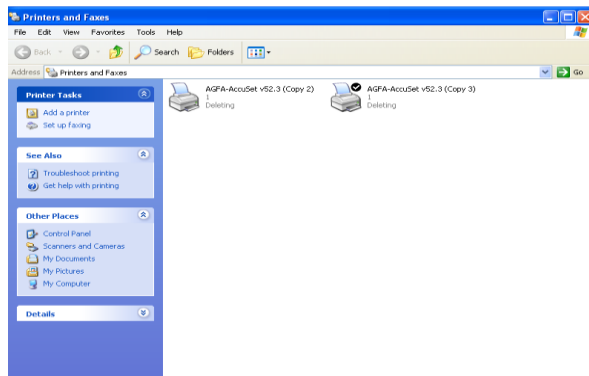 Printers and Faxes
File Edit View Favorites Tools Help
Back Search Folders
Address Printers and Faxes Go
Printer Tasks
Add a printer
Set up faxing
See Also
Troubleshoot printing
Get help with printing
Other Places
Control Panel
Scanners and Cameras
My Documents
My Pictures
My Computer
Details
AGFA-AccuSet v52.3 (Copy 2)
1
Deleting
AGFA-AccuSet v52.3 (Copy 3)
1
Deleting